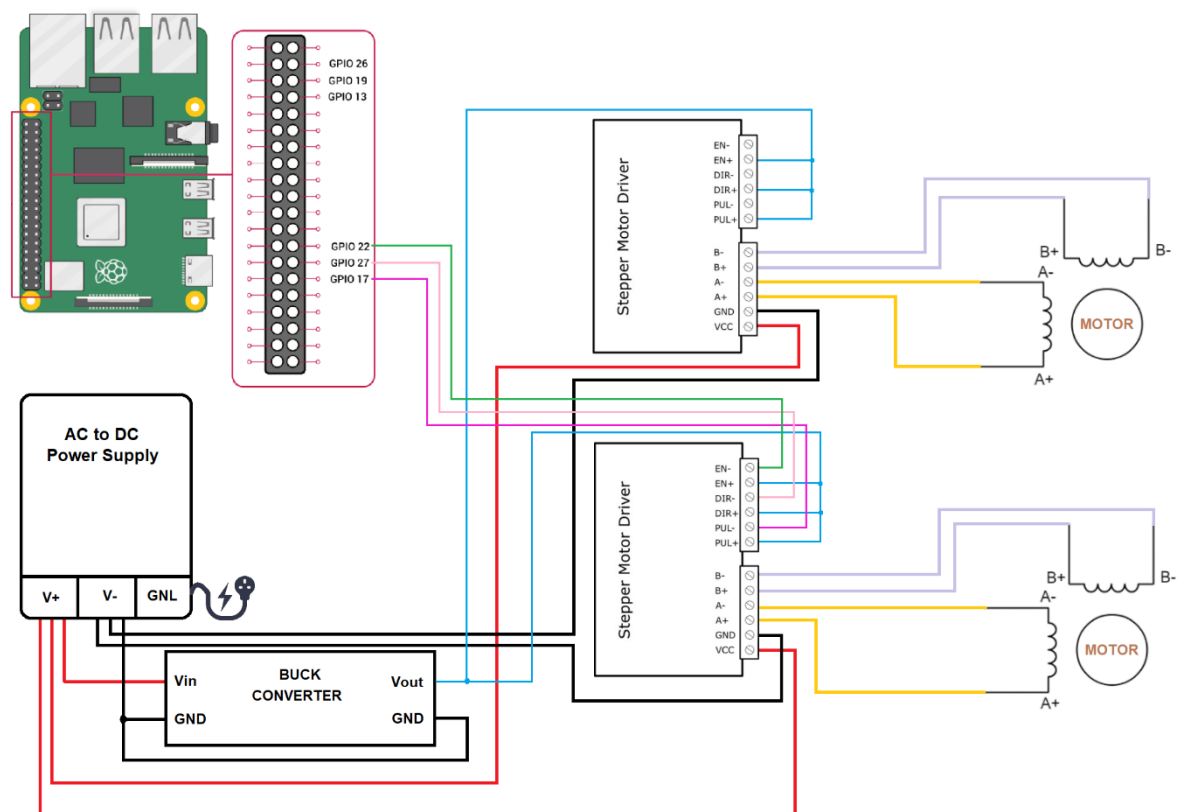 GPIO 26
GPIO 19
GPIO 13
GPIO 22
GPIO 27
GPIO 17
Stepper Motor Driver
EN-
EN+
DIR-
DIR+
PUL-
PUL+
B-
B+
A-
A+
GND
VCC
B+
B-
A-
MOTOR
A+
AC to DC
Power Supply
V+
V-
GNL
Stepper Motor Driver
EN-
EN+
DIR-
DIR+
PUL-
PUL+
B-
B+
A-
A+
GND
VCC
B+
B-
A-
MOTOR
A+
BUCK
CONVERTER
Vin
Vout
GND
GND